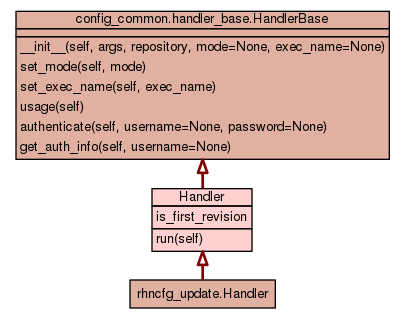 config_common.handler_base.HandlerBase
__init__(self, args, repository, mode=None, exec_name=None)
set_mode(self, mode)
set_exec_name(self, exec_name)
usage(self)
authenticate(self, username=None, password=None)
get_auth_info(self, username=None)
Handler
is_first_revision
run(self)
rhncfg_update.Handler